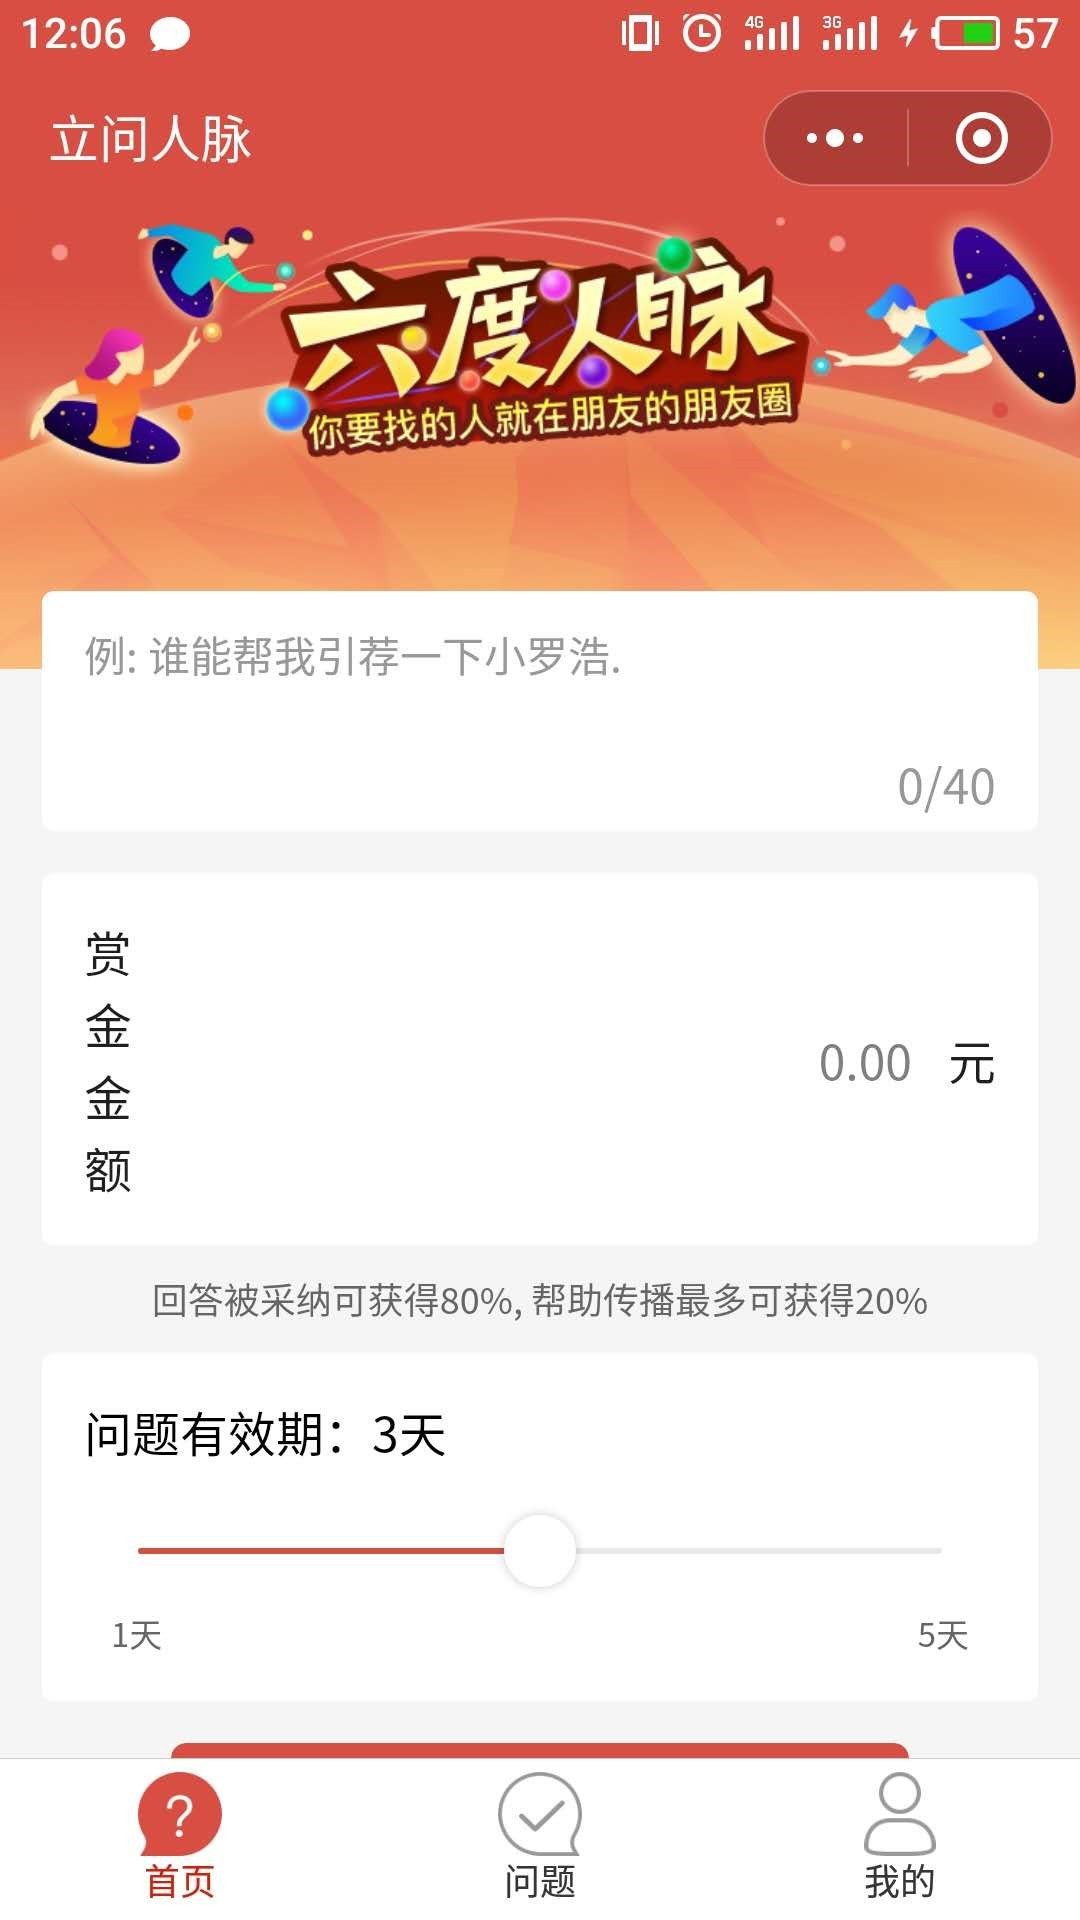 12:06
4G
3G
57
立问人脉
六度人脉
你要找的人就在朋友的朋友圈
例: 谁能帮我引荐一下小罗浩.
0/40
赏
金
金
额
0.00 元
回答被采纳可获得80%, 帮助传播最多可获得20%
问题有效期：3天
1天
5天
首页
问题
我的